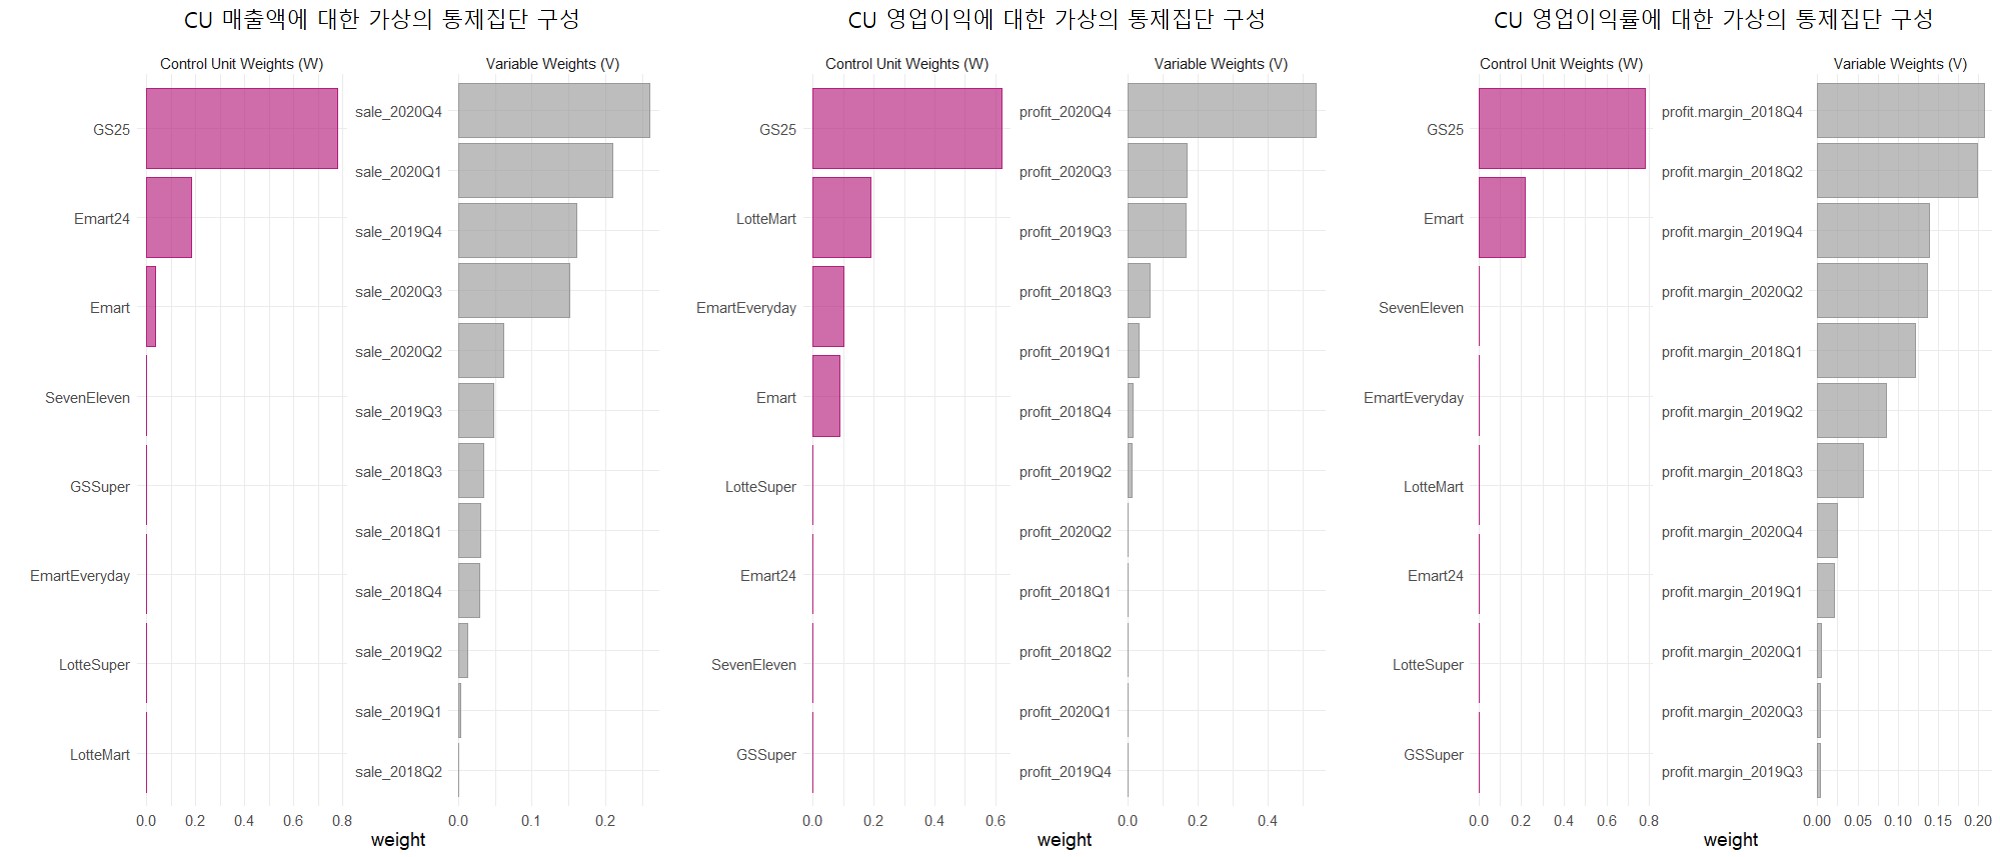 CU 매출액에 대한 가상의 통제집단 구성
Control Unit Weights (W)
Variable Weights (V)
GS25
Emart24
Emart
SevenEleven
GSSuper
EmartEveryday
LotteSuper
LotteMart
0.0 0.2 0.4 0.6 0.8
sale_2020Q4
sale_2020Q1
sale_2019Q4
sale_2020Q3
sale_2020Q2
sale_2019Q3
sale_2018Q3
sale_2018Q1
sale_2018Q4
sale_2019Q2
sale_2019Q1
sale_2018Q2
0.0 0.1 0.2
weight
CU 영업이익에 대한 가상의 통제집단 구성
Control Unit Weights (W)
Variable Weights (V)
GS25
LotteMart
EmartEveryday
Emart
LotteSuper
Emart24
SevenEleven
GSSuper
0.0 0.2 0.4 0.6
profit_2020Q4
profit_2020Q3
profit_2019Q3
profit_2018Q3
profit_2019Q1
profit_2018Q4
profit_2019Q2
profit_2020Q2
profit_2018Q1
profit_2018Q2
profit_2020Q1
profit_2019Q4
0.0 0.2 0.4
weight
CU 영업이익률에 대한 가상의 통제집단 구성
Control Unit Weights (W)
Variable Weights (V)
GS25
Emart
SevenEleven
EmartEveryday
LotteMart
Emart24
LotteSuper
GSSuper
0.0 0.2 0.4 0.6 0.8
profit.margin_2018Q4
profit.margin_2018Q2
profit.margin_2019Q4
profit.margin_2020Q2
profit.margin_2018Q1
profit.margin_2019Q2
profit.margin_2018Q3
profit.margin_2020Q4
profit.margin_2019Q1
profit.margin_2020Q1
profit.margin_2020Q3
profit.margin_2019Q3
0.00 0.05 0.10 0.15 0.20
weight